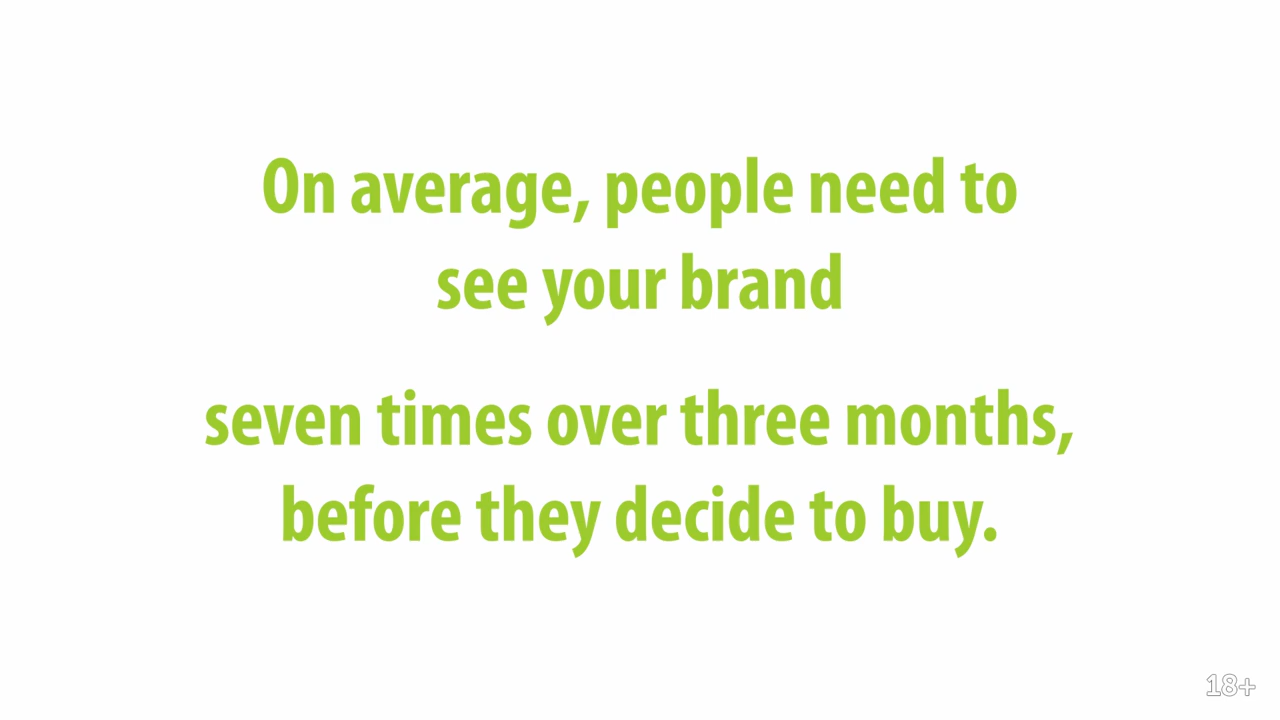 On average, people need to
see your brand
seven times over three months,
before they decide to buy.
18+